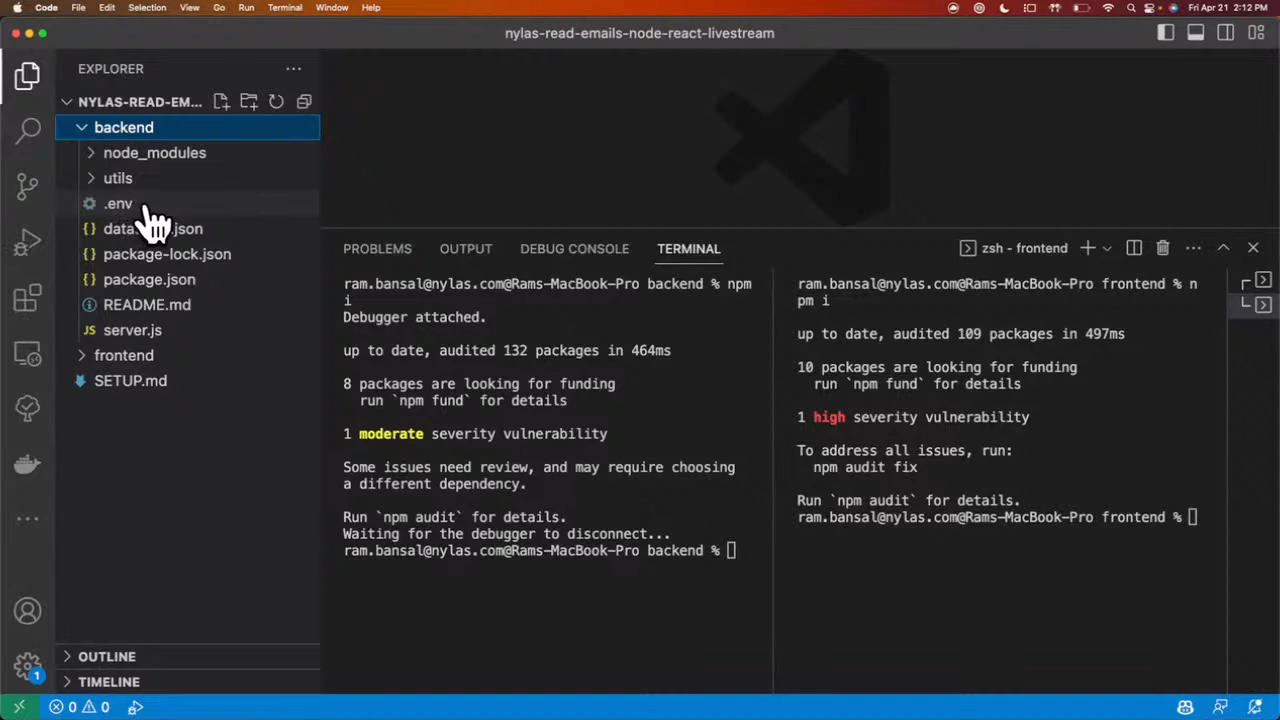 Code File Edit Selection View Go Run Terminal Window Help
Fri Apr 21 2:12 PM
nylas-read-emails-node-react-livestream
EXPLORER
NYLAS-READ-EM...
backend
node_modules
utils
.env
.json
package-lock.json
package.json
README.md
server.js
frontend
SETUP.md
OUTLINE
TIMELINE
PROBLEMS OUTPUT DEBUG CONSOLE TERMINAL
zsh - frontend
ram.bansal@nylas.com@Rams-MacBook-Pro backend % npm
i
Debugger attached.
up to date, audited 132 packages in 464ms
8 packages are looking for funding
run `npm fund` for details
1 moderate severity vulnerability
Some issues need review, and may require choosing
a different dependency.
Run `npm audit` for details.
Waiting for the debugger to disconnect...
ram.bansal@nylas.com@Rams-MacBook-Pro backend %
ram.bansal@nylas.com@Rams-MacBook-Pro frontend % n
pm i
up to date, audited 109 packages in 497ms
10 packages are looking for funding
run `npm fund` for details
1 high severity vulnerability
To address all issues, run:
npm audit fix
Run `npm audit` for details.
ram.bansal@nylas.com@Rams-MacBook-Pro frontend %
1
0 0